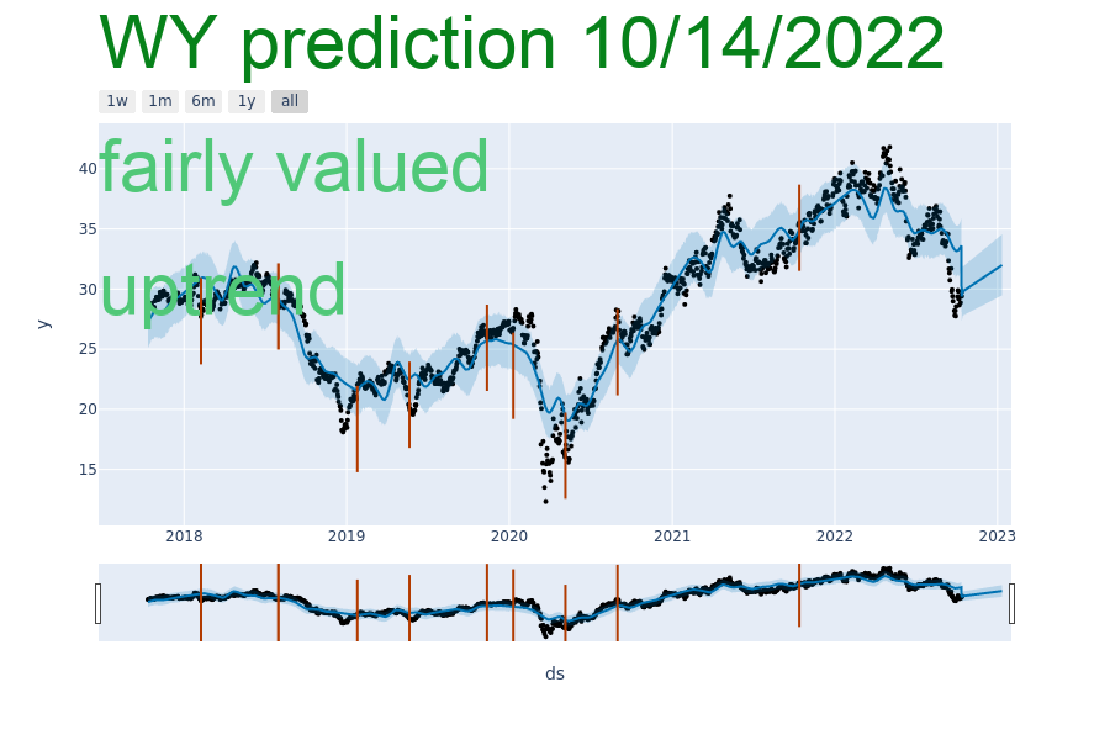 WY prediction 10/14/2022
1w 1m 6m 1y all
fairly valued
uptrend
40
35
30
25
20
15
y
2018 2019 2020 2021 2022 2023
ds